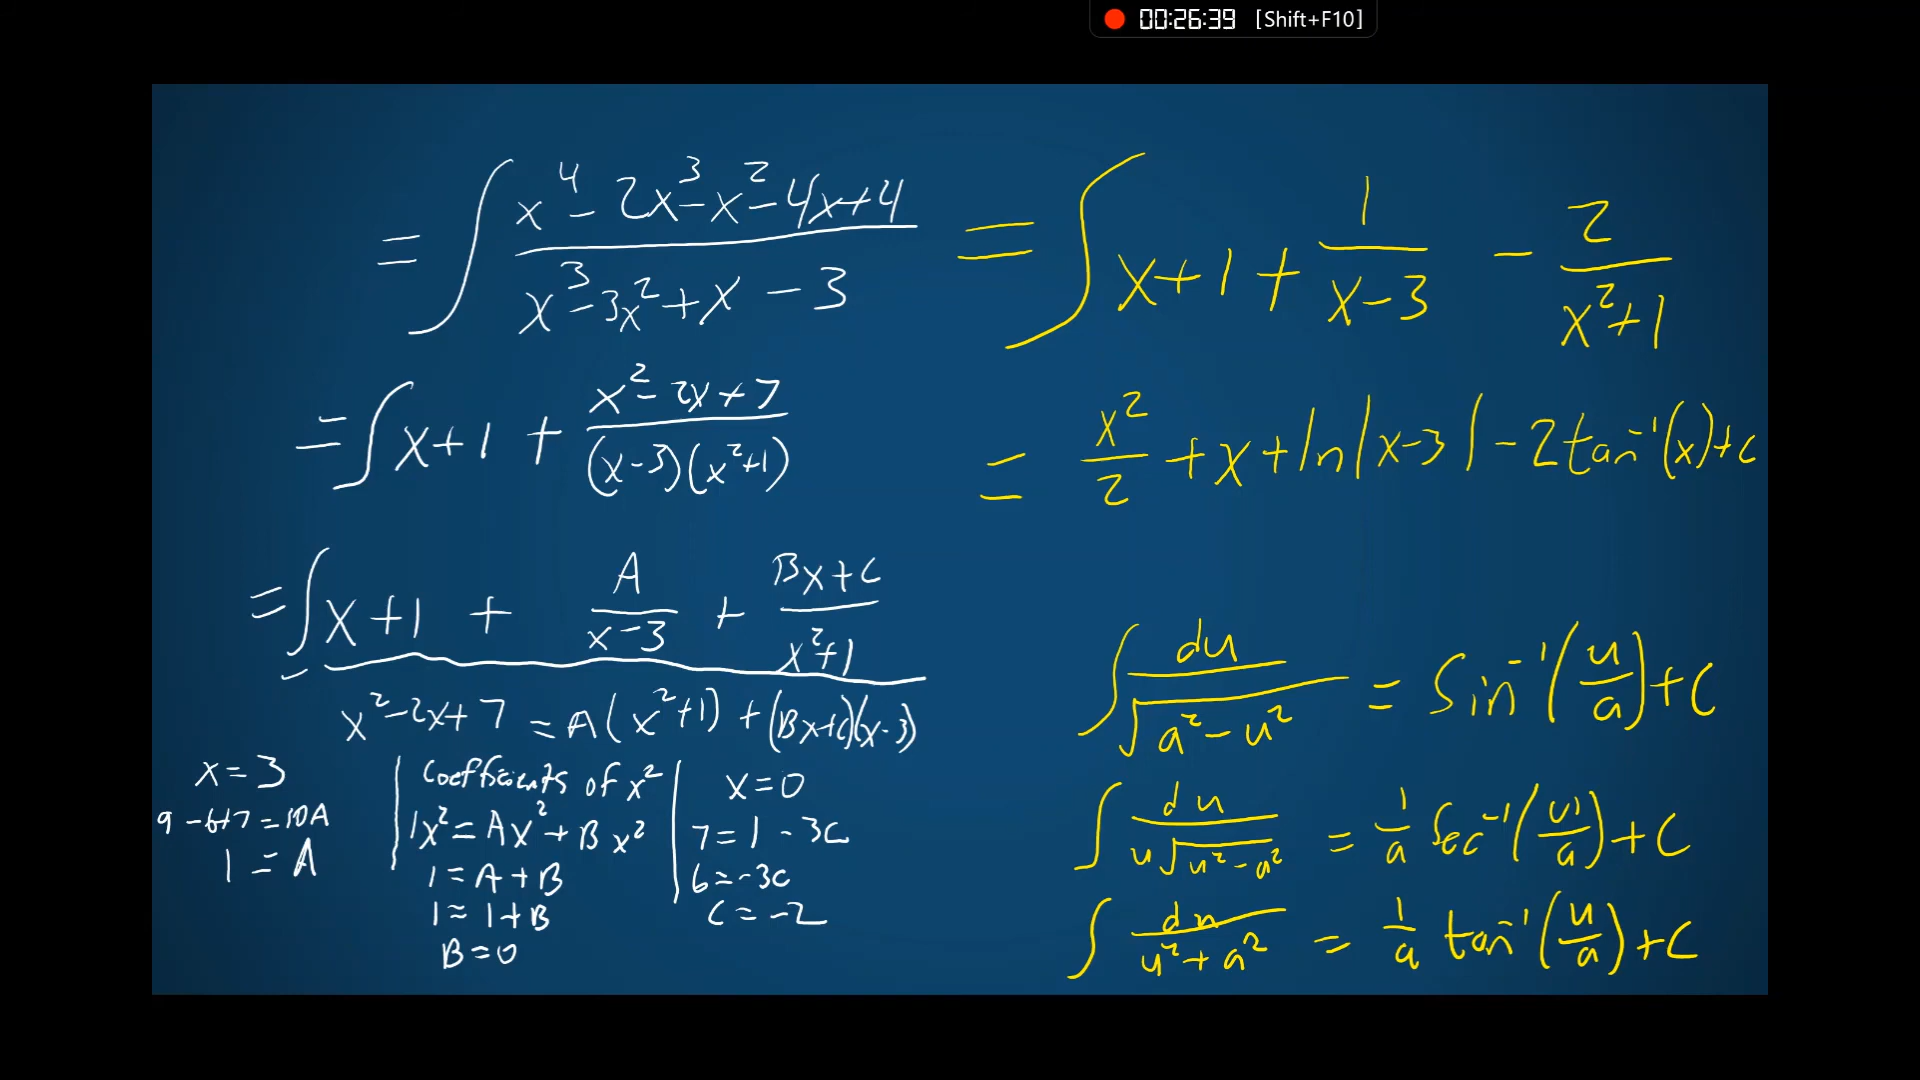 00:26:39 [Shift+F10]
= ∫ (x⁴ - 2x³ - x² - 4x + 4)/(x³ - 3x² + x - 3)
= ∫ x+1 + (x² - 2x + 7)/((x-3)(x²+1))
= ∫ x+1 + A/(x-3) + (Bx+C)/(x²+1)
x² - 2x + 7 = A(x²+1) + (Bx+C)(x-3)
x = 3
9 - 6 + 7 = 10A
1 = A
Coefficients of x²
1x² = Ax² + Bx²
1 = A + B
1 = 1 + B
B = 0
x = 0
7 = 1 - 3C
6 = -3C
C = -2
= ∫ x+1 + 1/(x-3) - 2/(x²+1)
= x²/2 + x + ln|x-3| - 2tan⁻¹(x) + c
∫ du/√(a² - u²) = Sin⁻¹(u/a) + C
∫ du/(u√(u² - a²)) = 1/a Sec⁻¹(|u|/a) + C
∫ du/(u² + a²) = 1/a tan⁻¹(u/a) + C